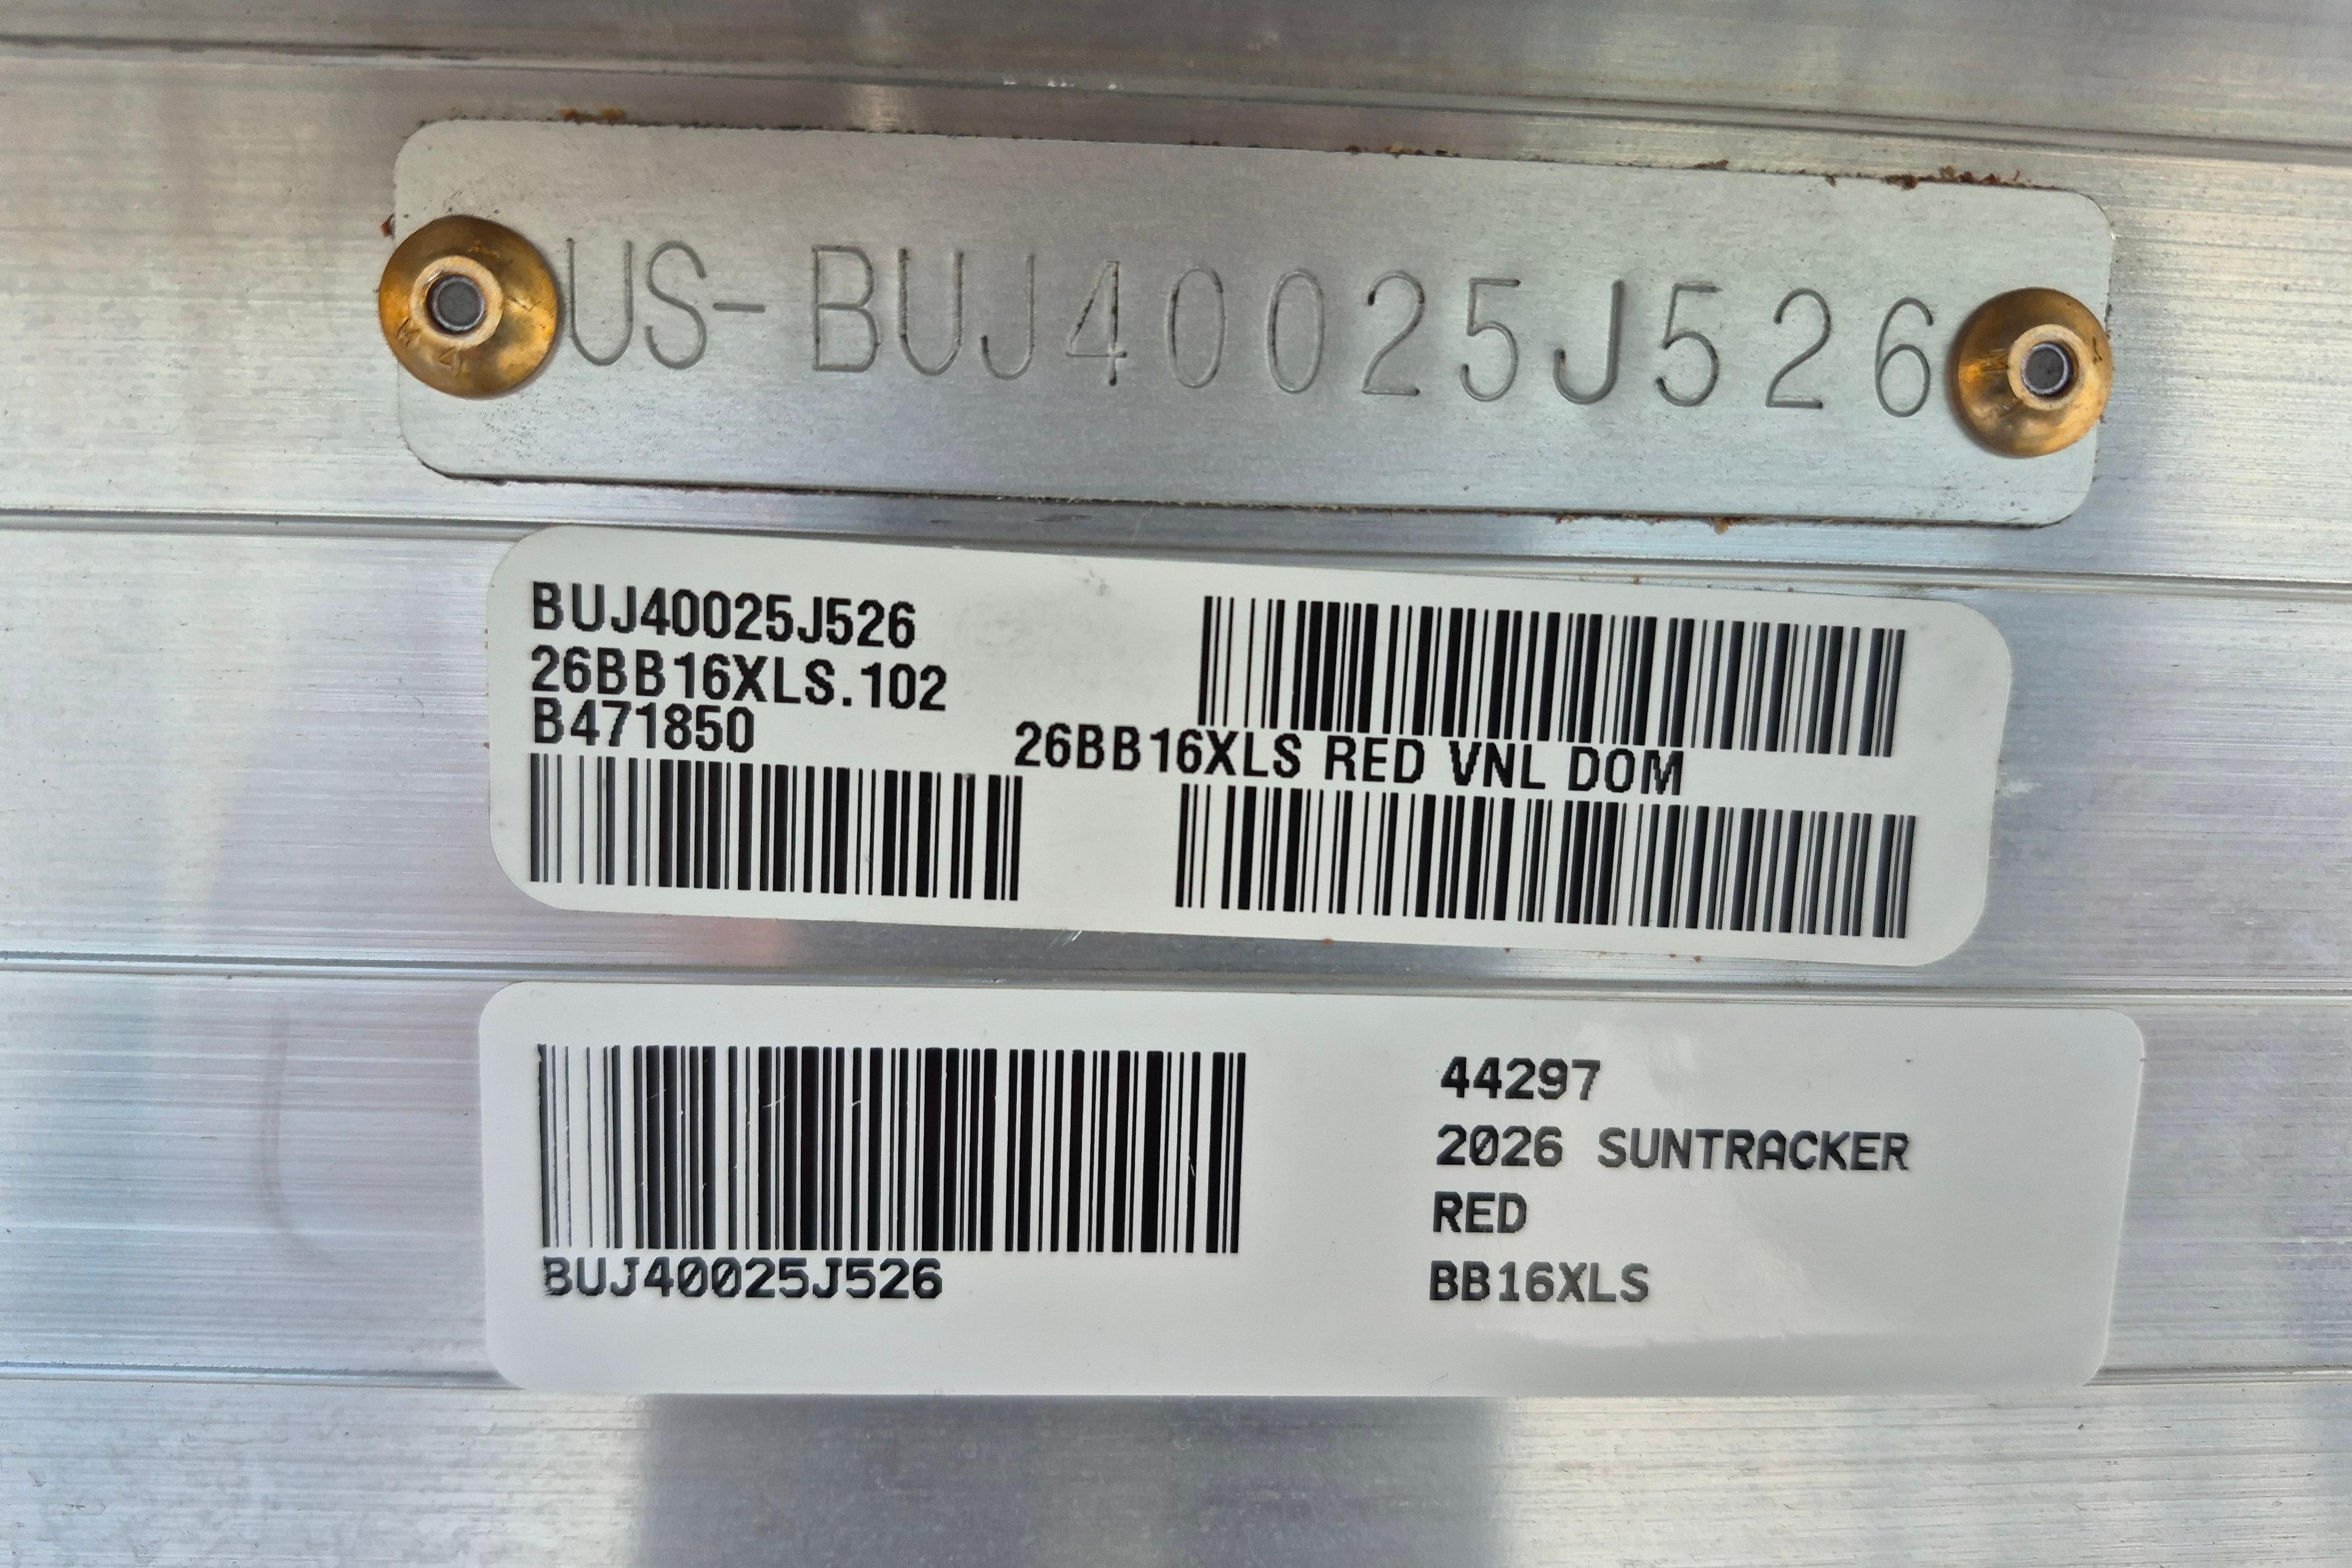 US-BUJ40025J526
BUJ40025J526
26BB16XLS.102
B471850
26BB16XLS RED VNL DOM
BUJ40025J526
44297
2026 SUNTRACKER
RED
BB16XLS